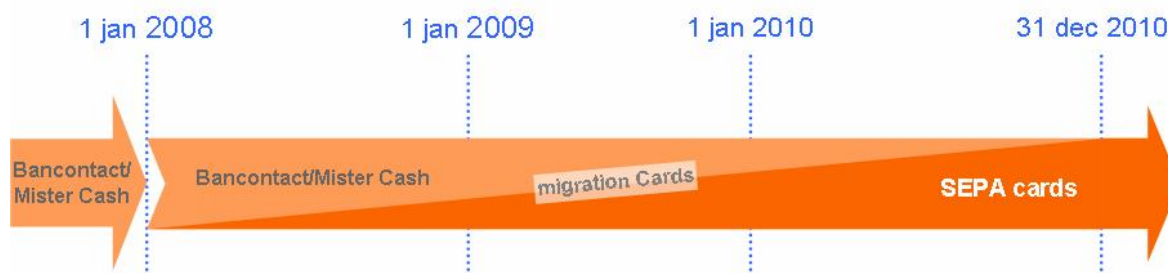 1 jan 2008
1 jan 2009
1 jan 2010
31 dec 2010
Bancontact/
Mister Cash
Bancontact/Mister Cash
migration Cards
SEPA cards